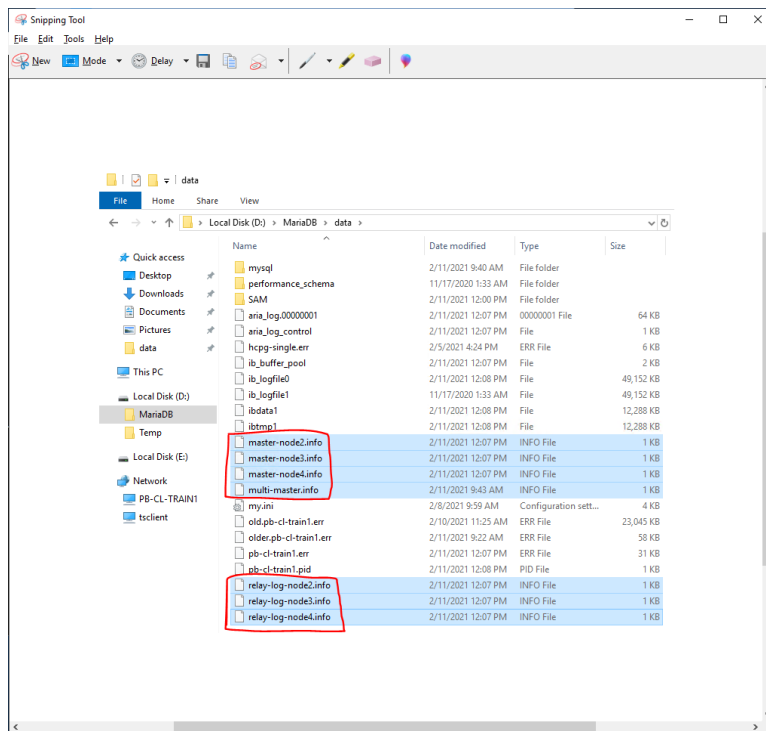 Snipping Tool
File Edit Tools Help
New Mode Delay
data
File Home Share View
Local Disk (D:) > MariaDB > data >
Name Date modified Type Size
Quick access
Desktop
Downloads
Documents
Pictures
data
This PC
Local Disk (D:)
MariaDB
Temp
Local Disk (E:)
Network
PB-CL-TRAIN1
tsclient
mysql 2/11/2021 9:40 AM File folder
performance_schema 11/17/2020 1:33 AM File folder
SAM 2/11/2021 12:00 PM File folder
aria_log.00000001 2/11/2021 12:07 PM 00000001 File 64 KB
aria_log_control 2/11/2021 12:07 PM File 1 KB
hcpg-single.err 2/5/2021 4:24 PM ERR File 6 KB
ib_buffer_pool 2/11/2021 12:07 PM File 2 KB
ib_logfile0 2/11/2021 12:08 PM File 49,152 KB
ib_logfile1 11/17/2020 1:33 AM File 49,152 KB
ibdata1 2/11/2021 12:08 PM File 12,288 KB
ibtmp1 2/11/2021 12:08 PM File 12,288 KB
master-node2.info 2/11/2021 12:07 PM INFO File 1 KB
master-node3.info 2/11/2021 12:07 PM INFO File 1 KB
master-node4.info 2/11/2021 12:07 PM INFO File 1 KB
multi-master.info 2/11/2021 9:43 AM INFO File 1 KB
my.ini 2/8/2021 9:59 AM Configuration sett... 4 KB
old.pb-cl-train1.err 2/10/2021 11:25 AM ERR File 23,045 KB
older.pb-cl-train1.err 2/11/2021 9:22 AM ERR File 58 KB
pb-cl-train1.err 2/11/2021 12:07 PM ERR File 31 KB
pb-cl-train1.pid 2/11/2021 12:08 PM PID File 1 KB
relay-log-node2.info 2/11/2021 12:07 PM INFO File 1 KB
relay-log-node3.info 2/11/2021 12:07 PM INFO File 1 KB
relay-log-node4.info 2/11/2021 12:07 PM INFO File 1 KB